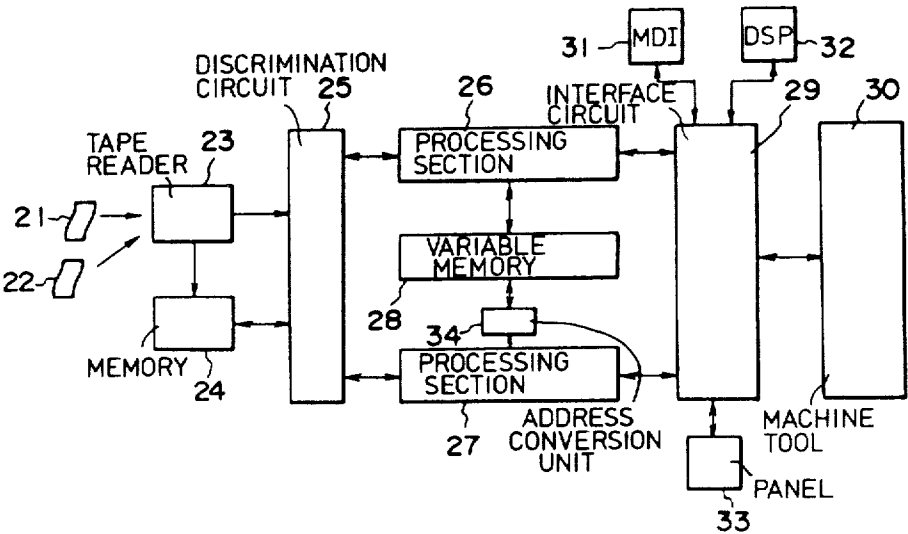 31
MDI
DSP
32
DISCRIMINATION
CIRCUIT
25
26
INTERFACE
CIRCUIT
29
30
TAPE
READER
23
PROCESSING
SECTION
21
22
VARIABLE
MEMORY
28
34
MEMORY
24
PROCESSING
SECTION
27
ADDRESS
CONVERSION
UNIT
MACHINE
TOOL
PANEL
33